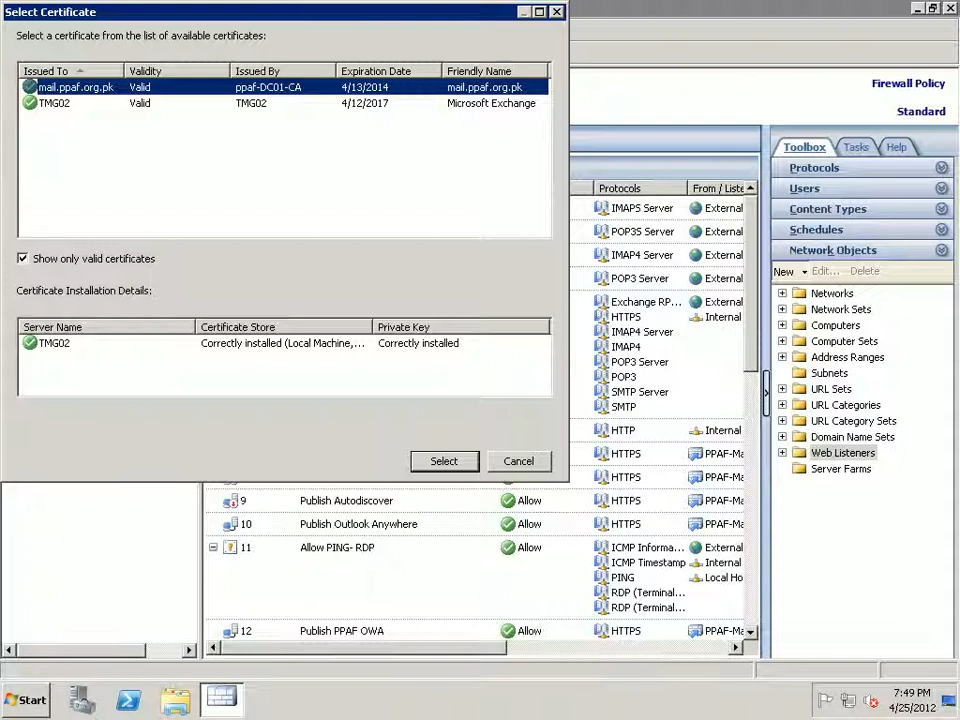 Select Certificate
Select a certificate from the list of available certificates:
Issued To Validity Issued By Expiration Date Friendly Name
mail.ppaf.org.pk Valid ppaf-DC01-CA 4/13/2014 mail.ppaf.org.pk
TMG02 Valid TMG02 4/12/2017 Microsoft Exchange
Show only valid certificates
Certificate Installation Details:
Server Name Certificate Store Private Key
TMG02 Correctly installed (Local Machine,... Correctly installed
Select Cancel
Firewall Policy
Standard
Protocols From / Liste
IMAPS Server External
POP3S Server External
IMAP4 Server External
POP3 Server External
Exchange RP... External
HTTPS Internal
IMAP4 Server
IMAP4
POP3 Server
POP3
SMTP Server
SMTP
HTTP Internal
HTTPS PPAF-Ma
HTTPS PPAF-Ma
9 Publish Autodiscover Allow HTTPS PPAF-Ma
10 Publish Outlook Anywhere Allow HTTPS PPAF-Ma
11 Allow PING- RDP Allow ICMP Informa... External
ICMP Timestamp Internal
PING Local Ho
RDP (Terminal...
RDP (Terminal...
12 Publish PPAF OWA Allow HTTPS PPAF-Ma
Toolbox Tasks Help
Protocols
Users
Content Types
Schedules
Network Objects
New Edit... Delete
Networks
Network Sets
Computers
Computer Sets
Address Ranges
Subnets
URL Sets
URL Categories
URL Category Sets
Domain Name Sets
Web Listeners
Server Farms
Start
7:49 PM
4/25/2012